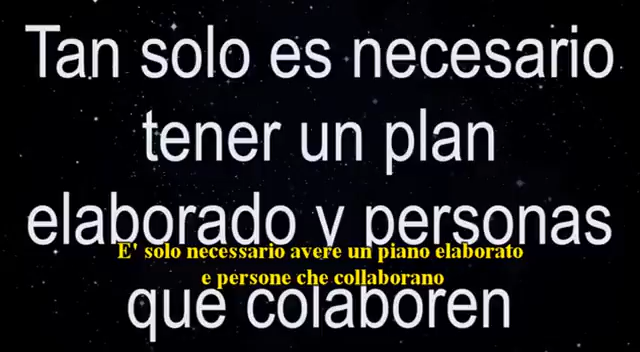 Tan solo es necesario
tener un plan
elaborado y personas
E' solo necessario avere un piano elaborato
e persone che collaborano
que colaboren